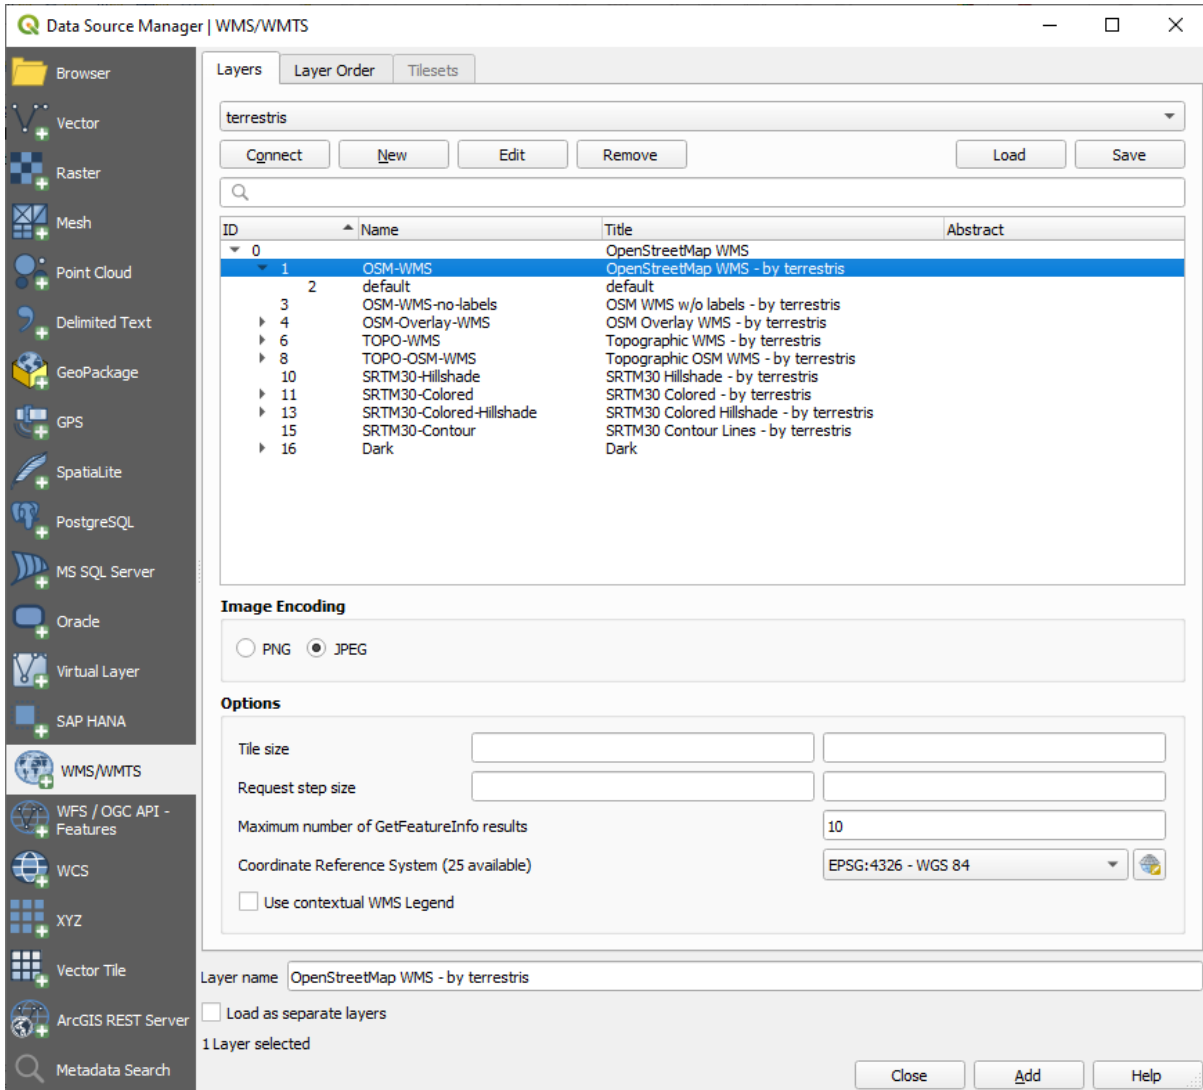 Data Source Manager | WMS/WMTS
Browser
Vector
Raster
Mesh
Point Cloud
Delimited Text
GeoPackage
GPS
SpatiaLite
PostgreSQL
MS SQL Server
Oracle
Virtual Layer
SAP HANA
WMS/WMTS
WFS / OGC API -
Features
WCS
XYZ
Vector Tile
ArcGIS REST Server
Metadata Search
Layers Layer Order Tilesets
terrestris
Connect New Edit Remove Load Save
ID Name Title Abstract
0 OpenStreetMap WMS
1 OSM-WMS OpenStreetMap WMS - by terrestris
2 default default
3 OSM-WMS-no-labels OSM WMS w/o labels - by terrestris
4 OSM-Overlay-WMS OSM Overlay WMS - by terrestris
6 TOPO-WMS Topographic WMS - by terrestris
8 TOPO-OSM-WMS Topographic OSM WMS - by terrestris
10 SRTM30-Hillshade SRTM30 Hillshade - by terrestris
11 SRTM30-Colored SRTM30 Colored - by terrestris
13 SRTM30-Colored-Hillshade SRTM30 Colored Hillshade - by terrestris
15 SRTM30-Contour SRTM30 Contour Lines - by terrestris
16 Dark Dark
Image Encoding
PNG JPEG
Options
Tile size
Request step size
Maximum number of GetFeatureInfo results 10
Coordinate Reference System (25 available) EPSG:4326 - WGS 84
Use contextual WMS Legend
Layer name OpenStreetMap WMS - by terrestris
Load as separate layers
1 Layer selected
Close Add Help